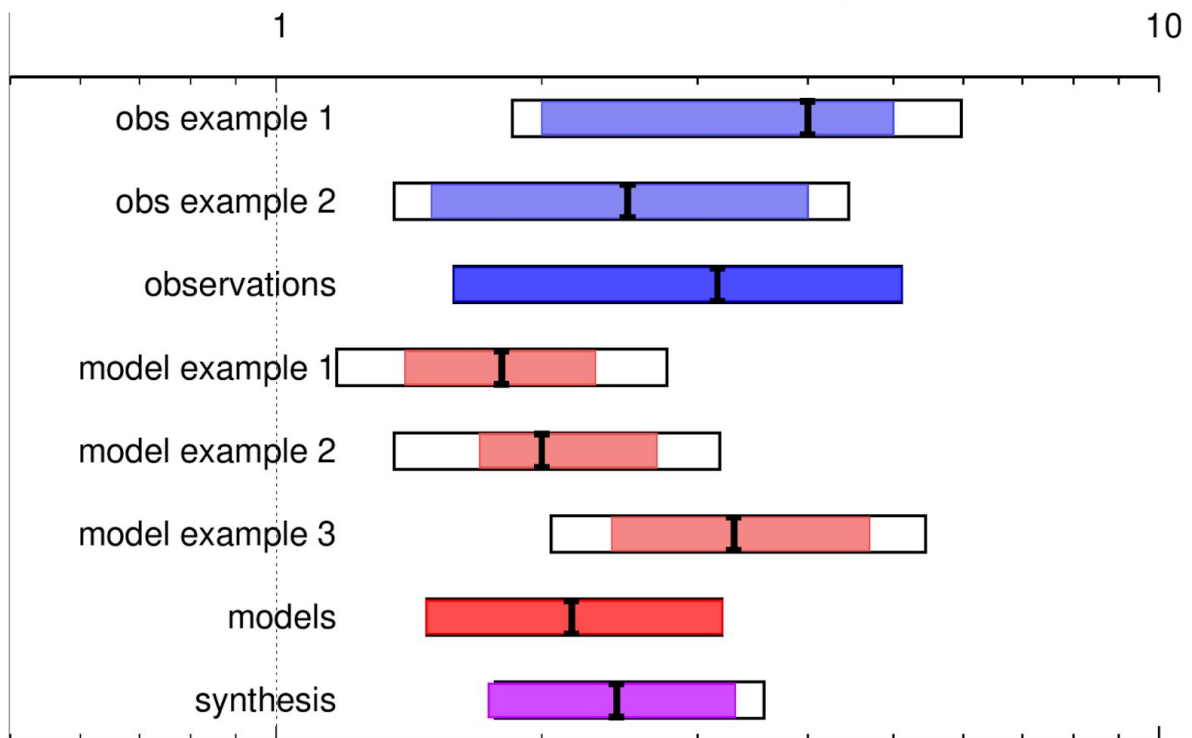 1 10
obs example 1
obs example 2
observations
model example 1
model example 2
model example 3
models
synthesis